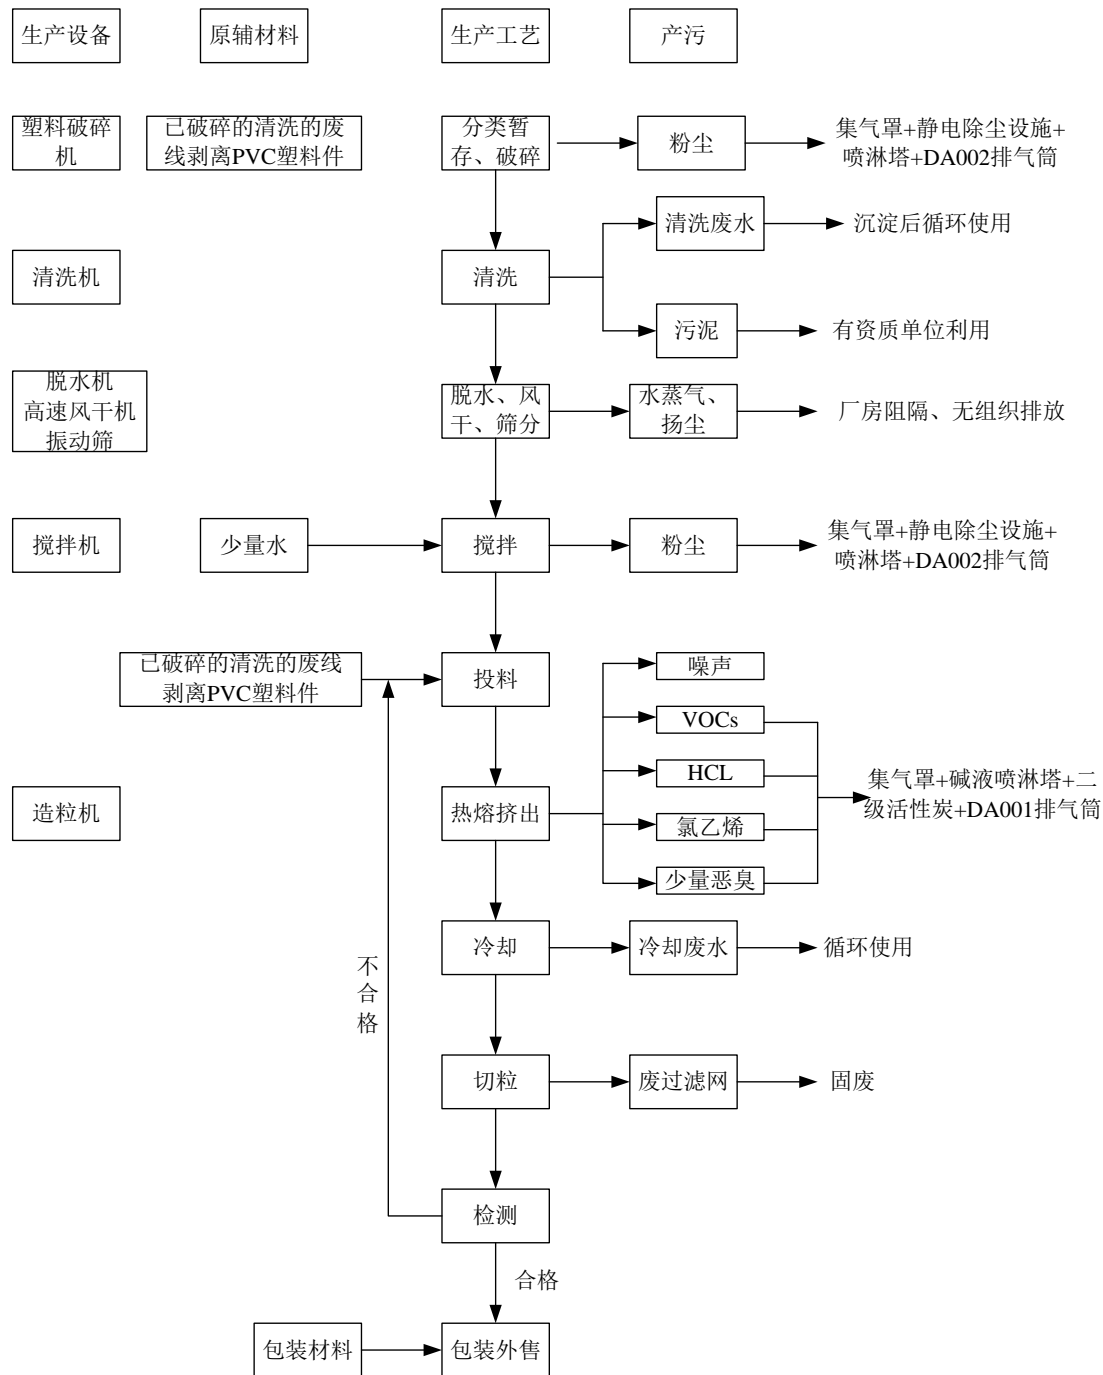 生产设备
原辅材料
生产工艺
产污
塑料破碎
机
已破碎的清洗的废
线剥离PVC塑料件
分类暂
存、破碎
粉尘
集气罩+静电除尘设施+
喷淋塔+DA002排气筒
清洗废水
沉淀后循环使用
清洗机
清洗
污泥
有资质单位利用
脱水机
高速风干机
振动筛
脱水、风
干、筛分
水蒸气、
扬尘
厂房阻隔、无组织排放
搅拌机
少量水
搅拌
粉尘
集气罩+静电除尘设施+
喷淋塔+DA002排气筒
已破碎的清洗的废线
剥离PVC塑料件
投料
噪声
VOCs
HCL
造粒机
热熔挤出
氯乙烯
少量恶臭
集气罩+碱液喷淋塔+二
级活性炭+DA001排气筒
冷却
冷却废水
循环使用
不
合
格
切粒
废过滤网
固废
检测
合格
包装材料
包装外售